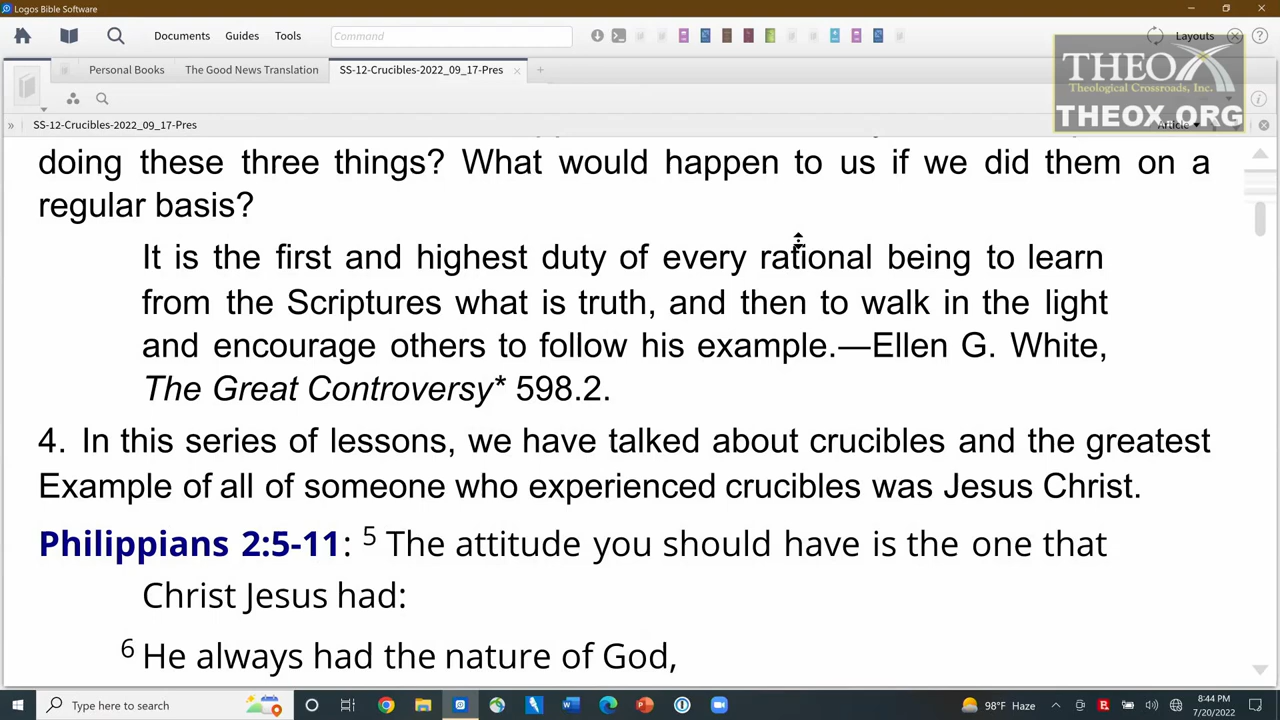 Logos Bible Software
Documents Guides Tools Command Layouts
THEOX
Theological Crossroads, Inc.
THEOX.ORG
Personal Books The Good News Translation SS-12-Crucibles-2022_09_17-Pres
SS-12-Crucibles-2022_09_17-Pres Article
doing these three things? What would happen to us if we did them on a
regular basis?
It is the first and highest duty of every rational being to learn
from the Scriptures what is truth, and then to walk in the light
and encourage others to follow his example.—Ellen G. White,
The Great Controversy* 598.2.
4. In this series of lessons, we have talked about crucibles and the greatest
Example of all of someone who experienced crucibles was Jesus Christ.
Philippians 2:5-11: 5 The attitude you should have is the one that
Christ Jesus had:
6 He always had the nature of God,
Type here to search
98°F Haze
8:44 PM
7/20/2022